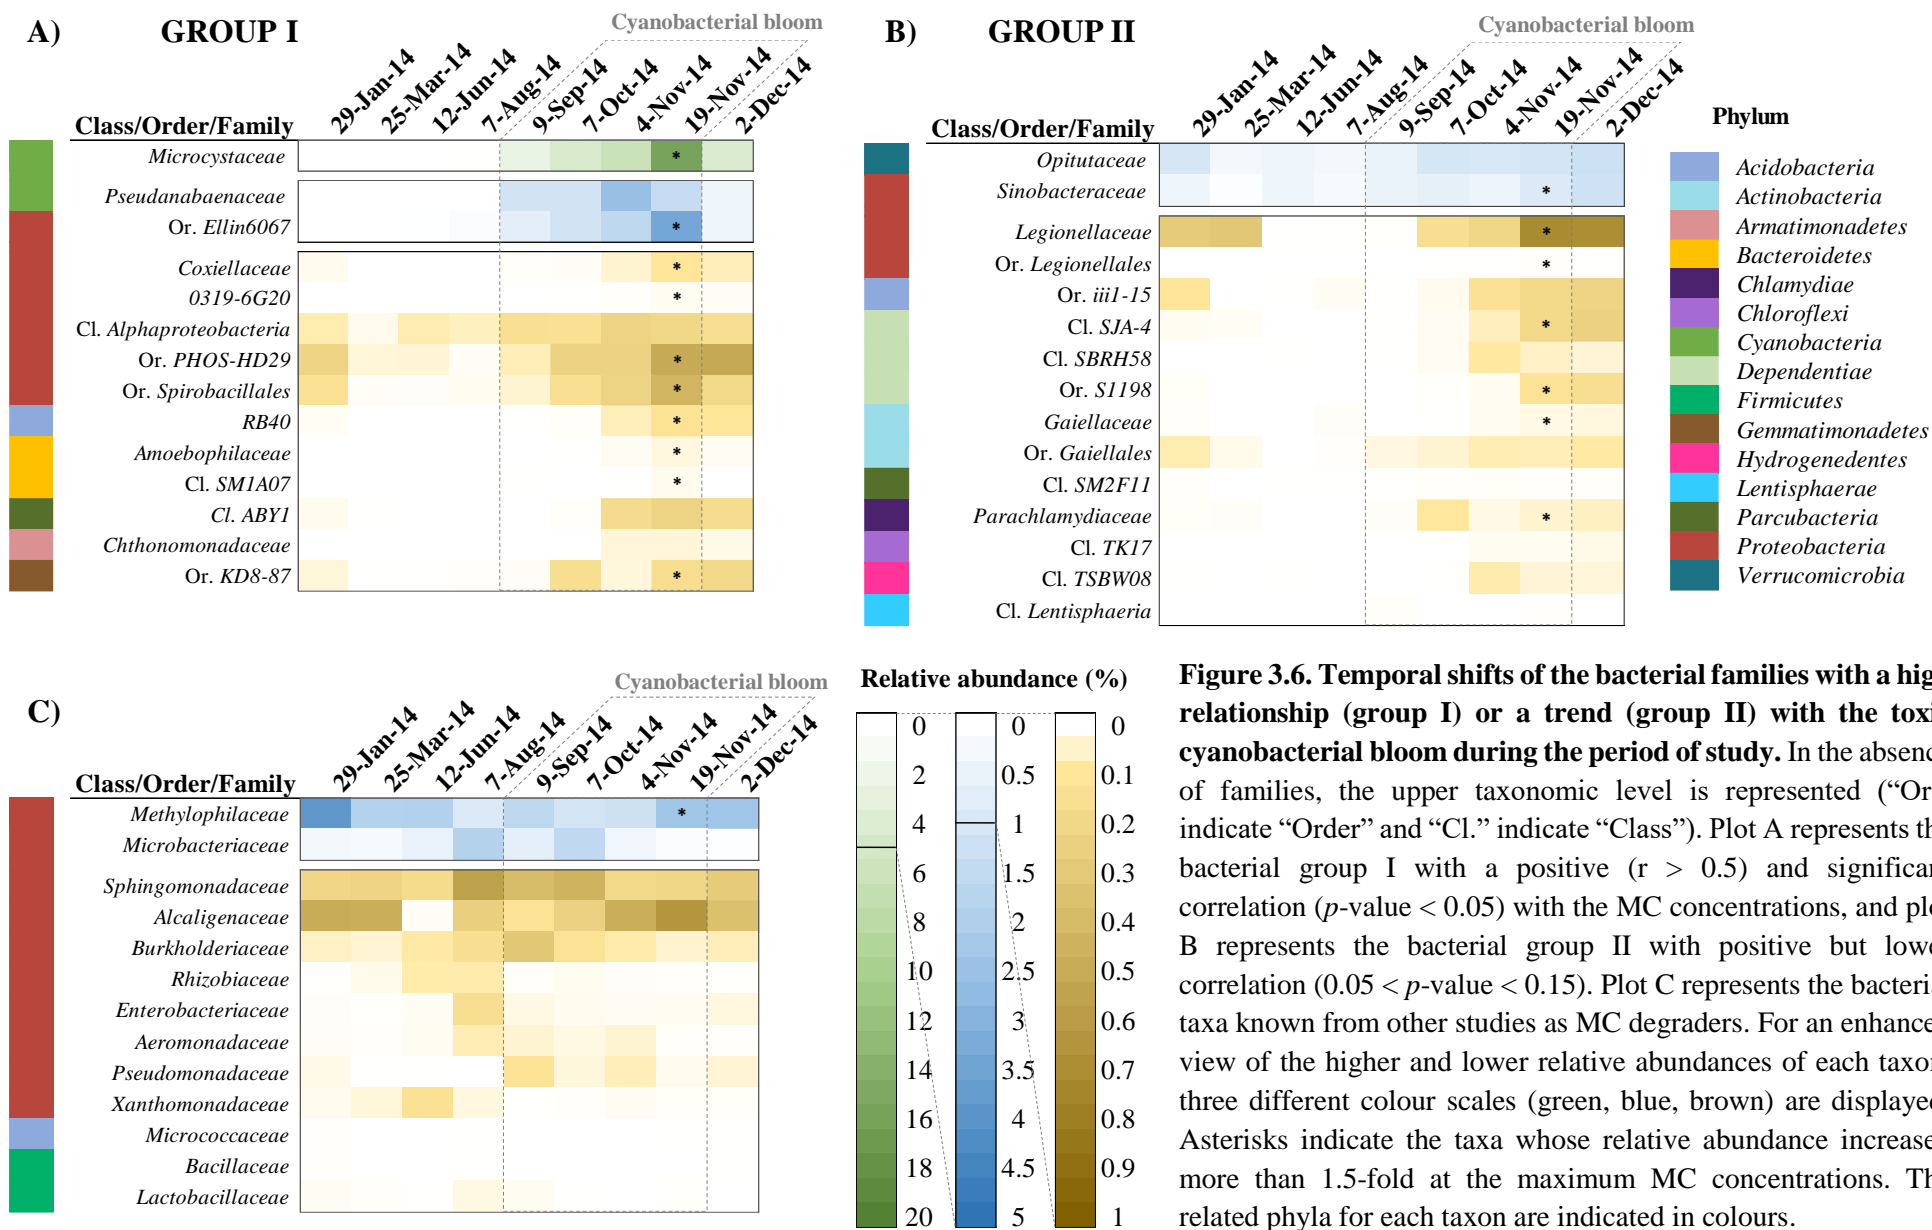 A) GROUP I
Cyanobacterial bloom
29-Jan-14 25-Mar-14 12-Jun-14 7-Aug-14 9-Sep-14 7-Oct-14 4-Nov-14 19-Nov-14 2-Dec-14
Class/Order/Family
Microcystaceae *
Pseudanabaenaceae
Or. Ellin6067 *
Coxiellaceae *
0319-6G20 *
Cl. Alphaproteobacteria
Or. PHOS-HD29 *
Or. Spirobacillales *
RB40 *
Amoebophilaceae *
Cl. SM1A07 *
Cl. ABY1
Chthonomonadaceae
Or. KD8-87 *
B) GROUP II
Cyanobacterial bloom
29-Jan-14 25-Mar-14 12-Jun-14 7-Aug-14 9-Sep-14 7-Oct-14 4-Nov-14 19-Nov-14 2-Dec-14
Class/Order/Family
Opitutaceae
Sinobacteraceae *
Legionellaceae *
Or. Legionellales *
Or. iii1-15
Cl. SJA-4 *
Cl. SBRH58
Or. S1198 *
Gaiellaceae *
Or. Gaiellales
Cl. SM2F11
Parachlamydiaceae *
Cl. TK17
Cl. TSBW08
Cl. Lentisphaeria
Phylum
Acidobacteria
Actinobacteria
Armatimonadetes
Bacteroidetes
Chlamydiae
Chloroflexi
Cyanobacteria
Dependentiae
Firmicutes
Gemmatimonadetes
Hydrogenedentes
Lentisphaerae
Parcubacteria
Proteobacteria
Verrucomicrobia
C)
Cyanobacterial bloom
29-Jan-14 25-Mar-14 12-Jun-14 7-Aug-14 9-Sep-14 7-Oct-14 4-Nov-14 19-Nov-14 2-Dec-14
Class/Order/Family
Methylophilaceae *
Microbacteriaceae
Sphingomonadaceae
Alcaligenaceae
Burkholderiaceae
Rhizobiaceae
Enterobacteriaceae
Aeromonadaceae
Pseudomonadaceae
Xanthomonadaceae
Micrococcaceae
Bacillaceae
Lactobacillaceae
Relative abundance (%)
0 0 0
2 0.5 0.1
4 1 0.2
6 1.5 0.3
8 2 0.4
10 2.5 0.5
12 3 0.6
14 3.5 0.7
16 4 0.8
18 4.5 0.9
20 5 1
Figure 3.6. Temporal shifts of the bacterial families with a hig
relationship (group I) or a trend (group II) with the toxi
cyanobacterial bloom during the period of study. In the absenc
of families, the upper taxonomic level is represented (“Or
indicate “Order” and “Cl.” indicate “Class”). Plot A represents th
bacterial group I with a positive (r > 0.5) and significan
correlation (p-value < 0.05) with the MC concentrations, and plo
B represents the bacterial group II with positive but lowe
correlation (0.05 < p-value < 0.15). Plot C represents the bacteri
taxa known from other studies as MC degraders. For an enhance
view of the higher and lower relative abundances of each taxon
three different colour scales (green, blue, brown) are displayed
Asterisks indicate the taxa whose relative abundance increase
more than 1.5-fold at the maximum MC concentrations. Th
related phyla for each taxon are indicated in colours.